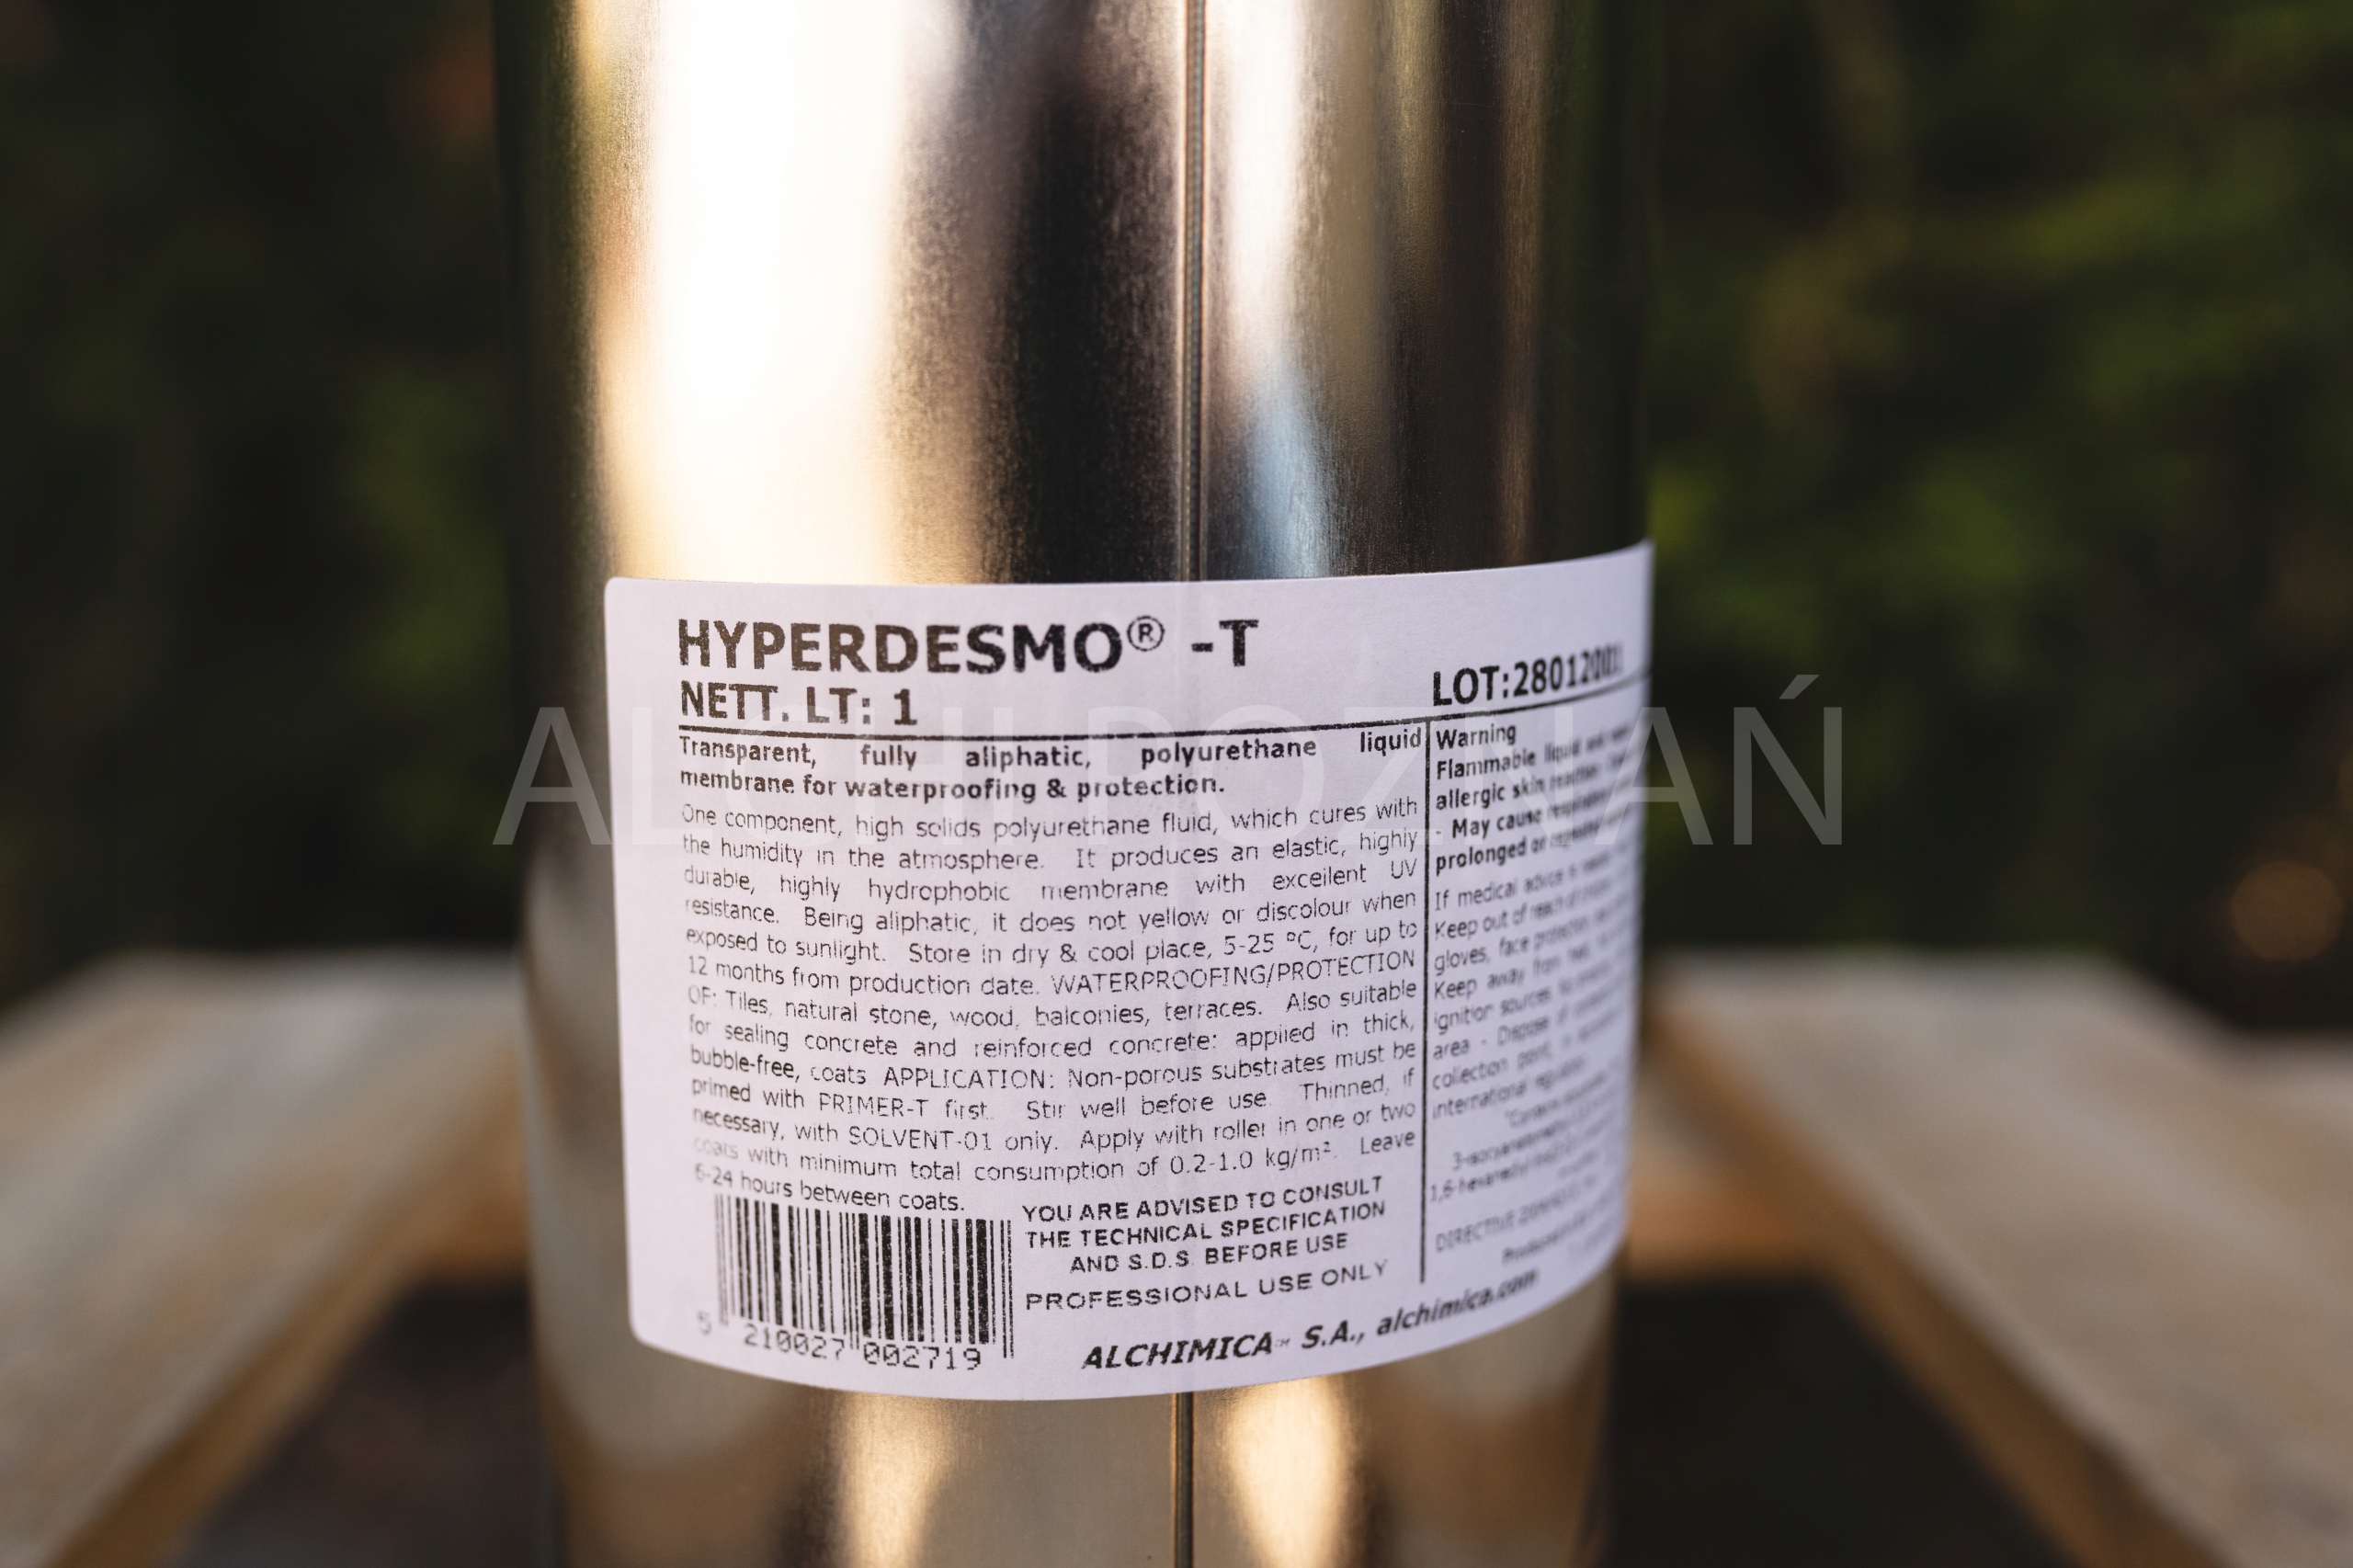 HYPERDESMO® -T
NETT. LT: 1
Transparent, fully aliphatic, polyurethane liquid
membrane for waterproofing & protection.
One component, high solids polyurethane fluid, which cures with
the humidity in the atmosphere. It produces an elastic, highly
durable, highly hydrophobic membrane with excellent UV
resistance. Being aliphatic, it does not yellow or discolour when
exposed to sunlight. Store in dry & cool place, 5-25 °C, for up to
12 months from production date. WATERPROOFING/PROTECTION
OF: Tiles, natural stone, wood, balconies, terraces. Also suitable
for sealing concrete and reinforced concrete: applied in thick,
bubble-free, coats. APPLICATION: Non-porous substrates must be
primed with PRIMER-T first. Stir well before use. Thinned, if
necessary, with SOLVENT-01 only. Apply with roller in one or two
coats with minimum total consumption of 0.2-1.0 kg/m². Leave
6-24 hours between coats.
YOU ARE ADVISED TO CONSULT
THE TECHNICAL SPECIFICATION
AND S.D.S. BEFORE USE
PROFESSIONAL USE ONLY
5 210027 002719
ALCHIMICA™ S.A., alchimica.com
Warning
Flammable liquid and
allergic skin reaction
- May cause
prolonged or
If medical advice is
Keep out of reach of
gloves, face protection
Keep away from
ignition sources
area - Dispose of
collection point,
international
ALCHI POZNAŃ